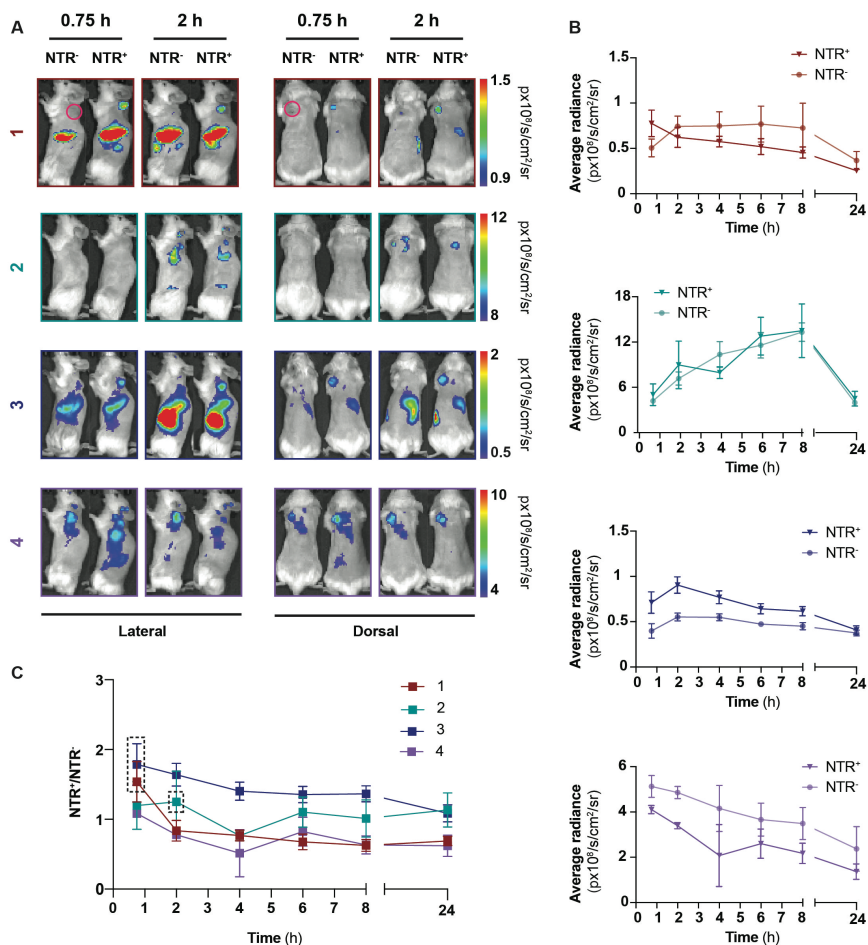 A
0.75 h
2 h
0.75 h
2 h
NTR⁻
NTR⁺
NTR⁻
NTR⁺
NTR⁻
NTR⁺
NTR⁻
NTR⁺
1
1.5
px10⁸/s/cm²/sr
0.9
2
12
px10⁸/s/cm²/sr
8
3
2
px10⁸/s/cm²/sr
0.5
4
10
px10⁸/s/cm²/sr
4
Lateral
Dorsal
B
Average radiance
(px10⁸/s/cm²/sr)
1.5
1
0.5
0
NTR⁺
NTR⁻
0 1 2 3 4 5 6 7 8 24
Time (h)
Average radiance
(px10⁸/s/cm²/sr)
18
12
6
0
NTR⁺
NTR⁻
0 1 2 3 4 5 6 7 8 24
Time (h)
Average radiance
(px10⁸/s/cm²/sr)
1.5
1
0.5
0
NTR⁺
NTR⁻
0 1 2 3 4 5 6 7 8 24
Time (h)
Average radiance
(px10⁸/s/cm²/sr)
6
4
2
0
NTR⁺
NTR⁻
0 1 2 3 4 5 6 7 8 24
Time (h)
C
NTR⁺/NTR⁻
3
2
1
0
1
2
3
4
0 1 2 3 4 5 6 7 8 24
Time (h)